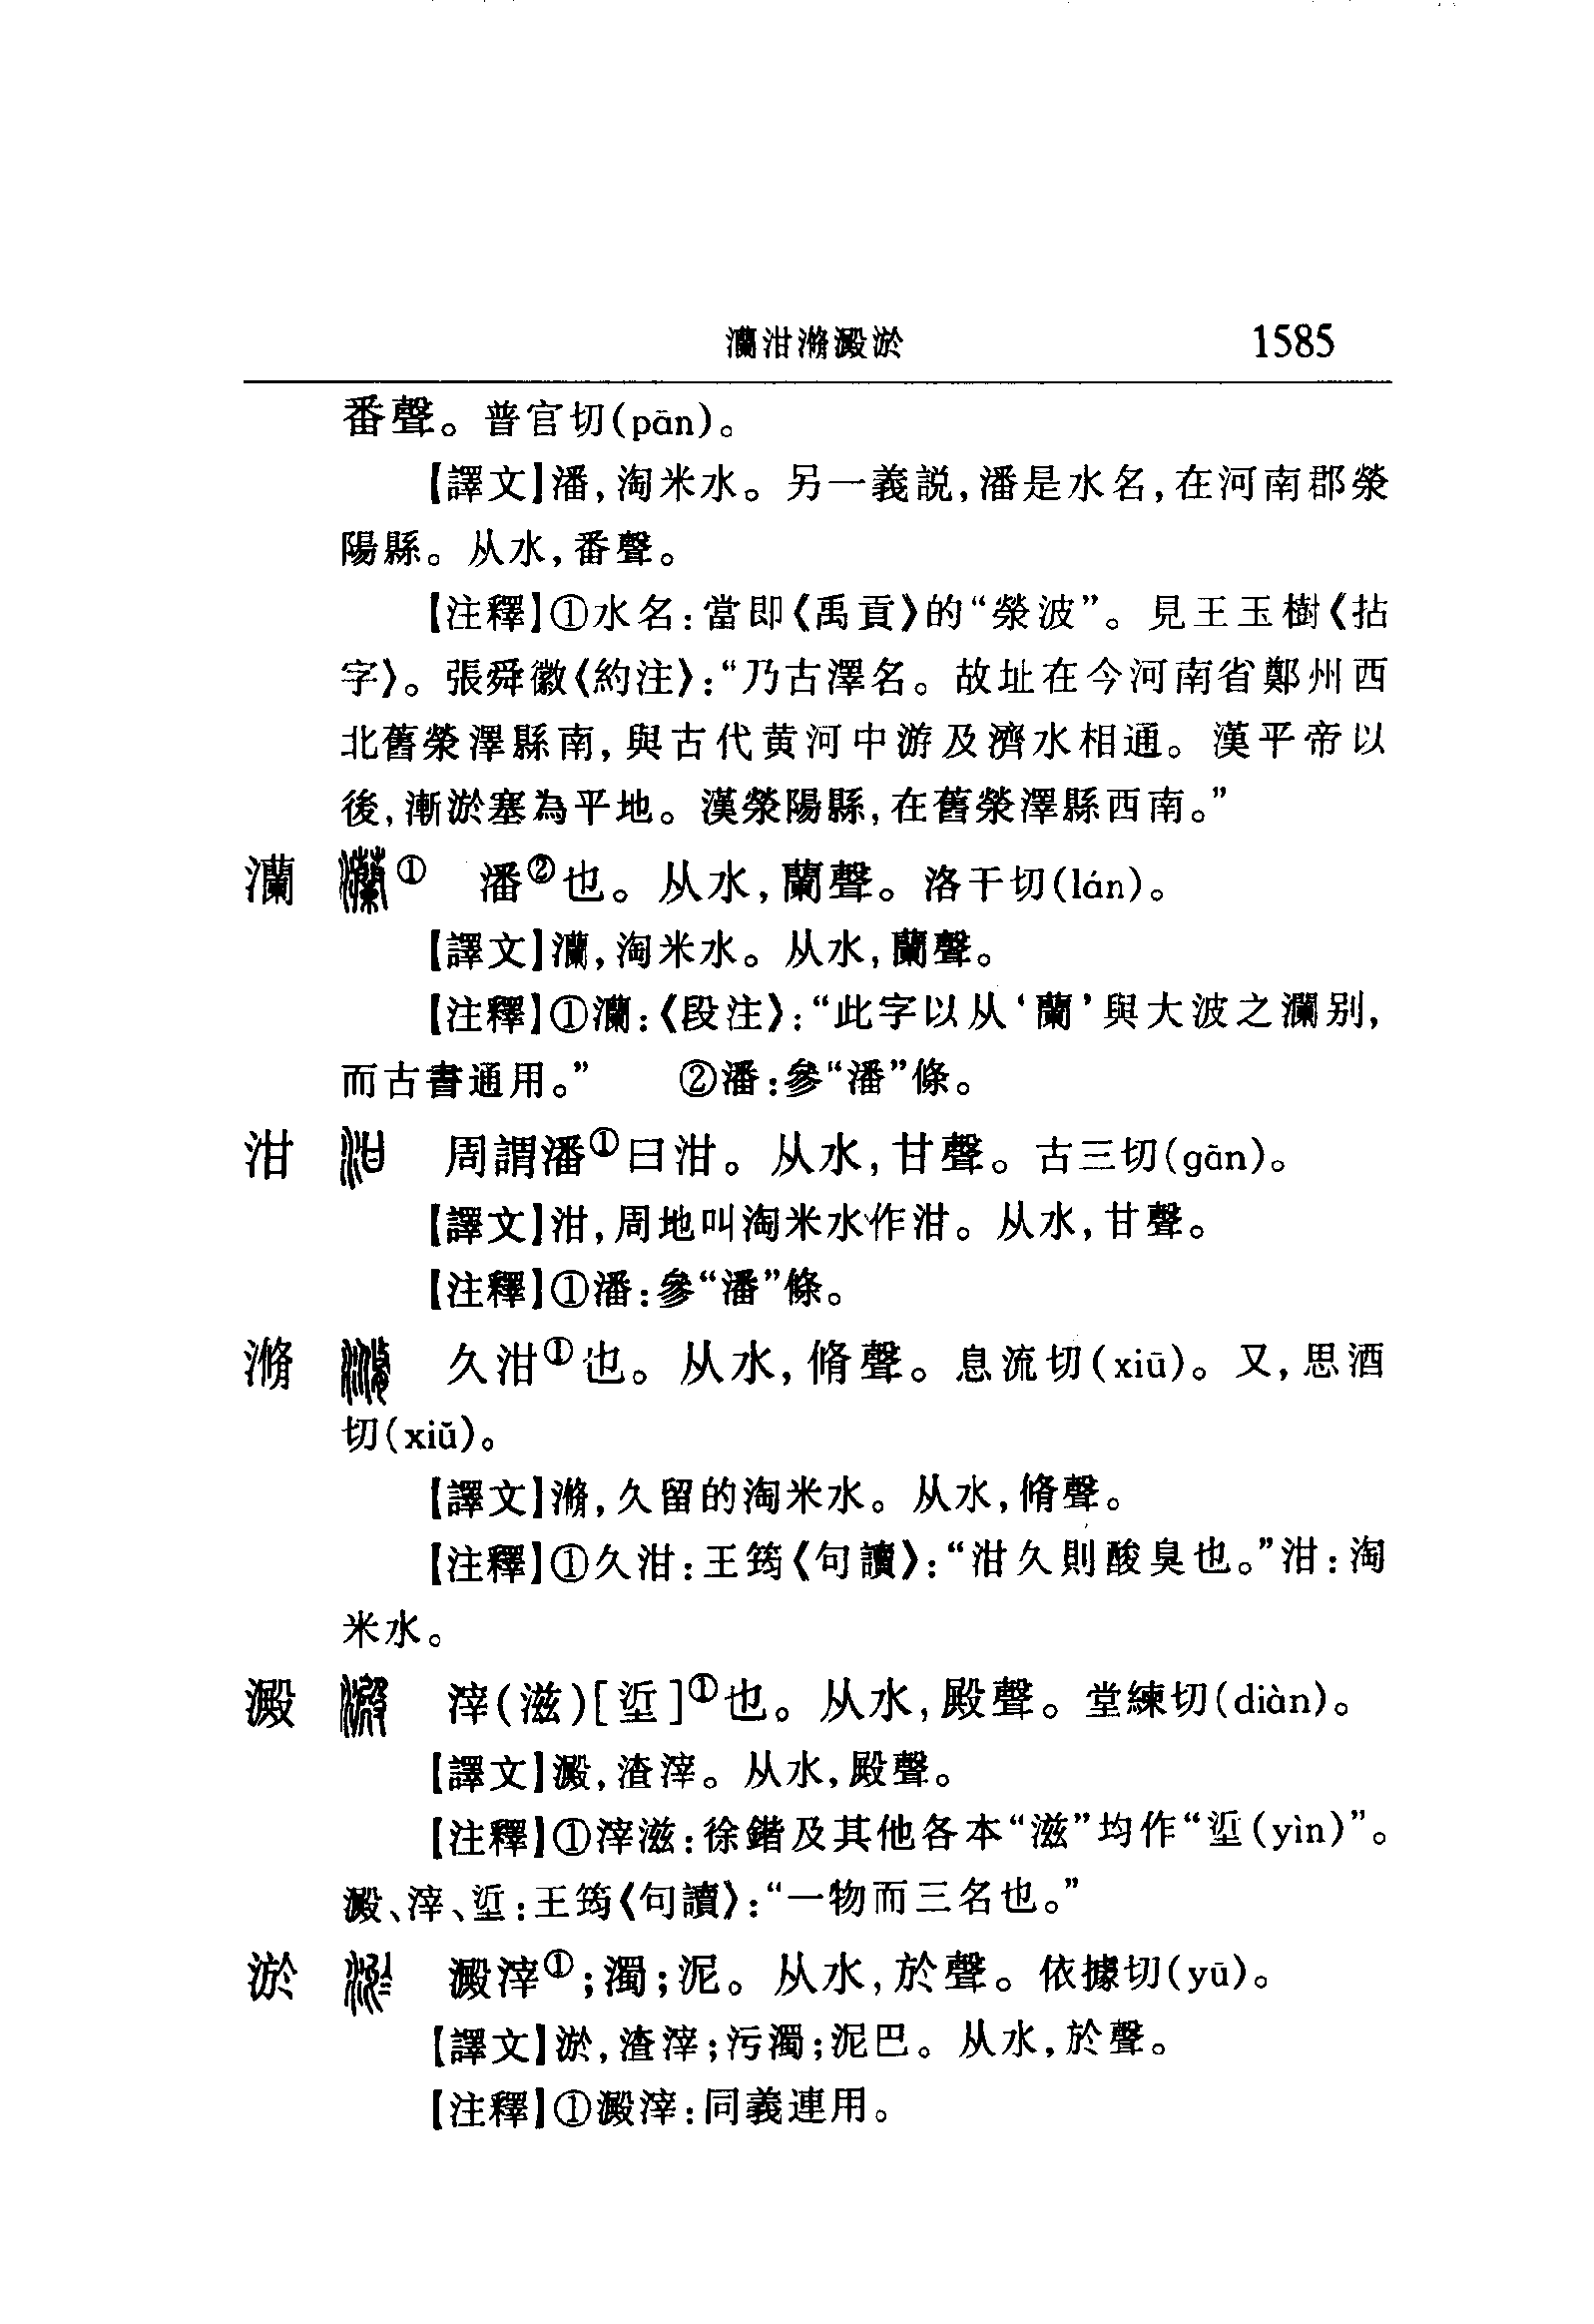 灡泔滫澱淤 1585
番聲。普官切(pān)。
【譯文】潘,淘米水。另一義説,潘是水名,在河南郡滎
陽縣。从水,番聲。
【注釋】①水名:當即《禹貢》的“滎波”。見王玉樹《拈
字》。張舜徽《約注》:“乃古澤名。故址在今河南省鄭州西
北舊滎澤縣南,與古代黄河中游及濟水相通。漢平帝以
後,漸淤塞為平地。漢滎陽縣,在舊滎澤縣西南。”
灡 ① 潘②也。从水,蘭聲。洛干切(lán)。
【譯文】灡,淘米水。从水,蘭聲。
【注釋】①灡:《段注》:“此字以从‘蘭’與大波之瀾别,
而古書通用。” ②潘:參“潘”條。
泔 周謂潘①曰泔。从水,甘聲。古三切(gān)。
【譯文】泔,周地叫淘米水作泔。从水,甘聲。
【注釋】①潘:參“潘”條。
滫 久泔①也。从水,脩聲。息流切(xiū)。又,思酒
切(xiǔ)。
【譯文】滫,久留的淘米水。从水,脩聲。
【注釋】①久泔:王筠《句讀》:“泔久則酸臭也。”泔:淘
米水。
澱 滓(滋)[垽]①也。从水,殿聲。堂練切(diàn)。
【譯文】澱,渣滓。从水,殿聲。
【注釋】①滓滋:徐鍇及其他各本“滋”均作“垽(yìn)”。
澱、滓、垽:王筠《句讀》:“一物而三名也。”
淤 澱滓①;濁;泥。从水,於聲。依據切(yū)。
【譯文】淤,渣滓;污濁;泥巴。从水,於聲。
【注釋】①澱滓:同義連用。